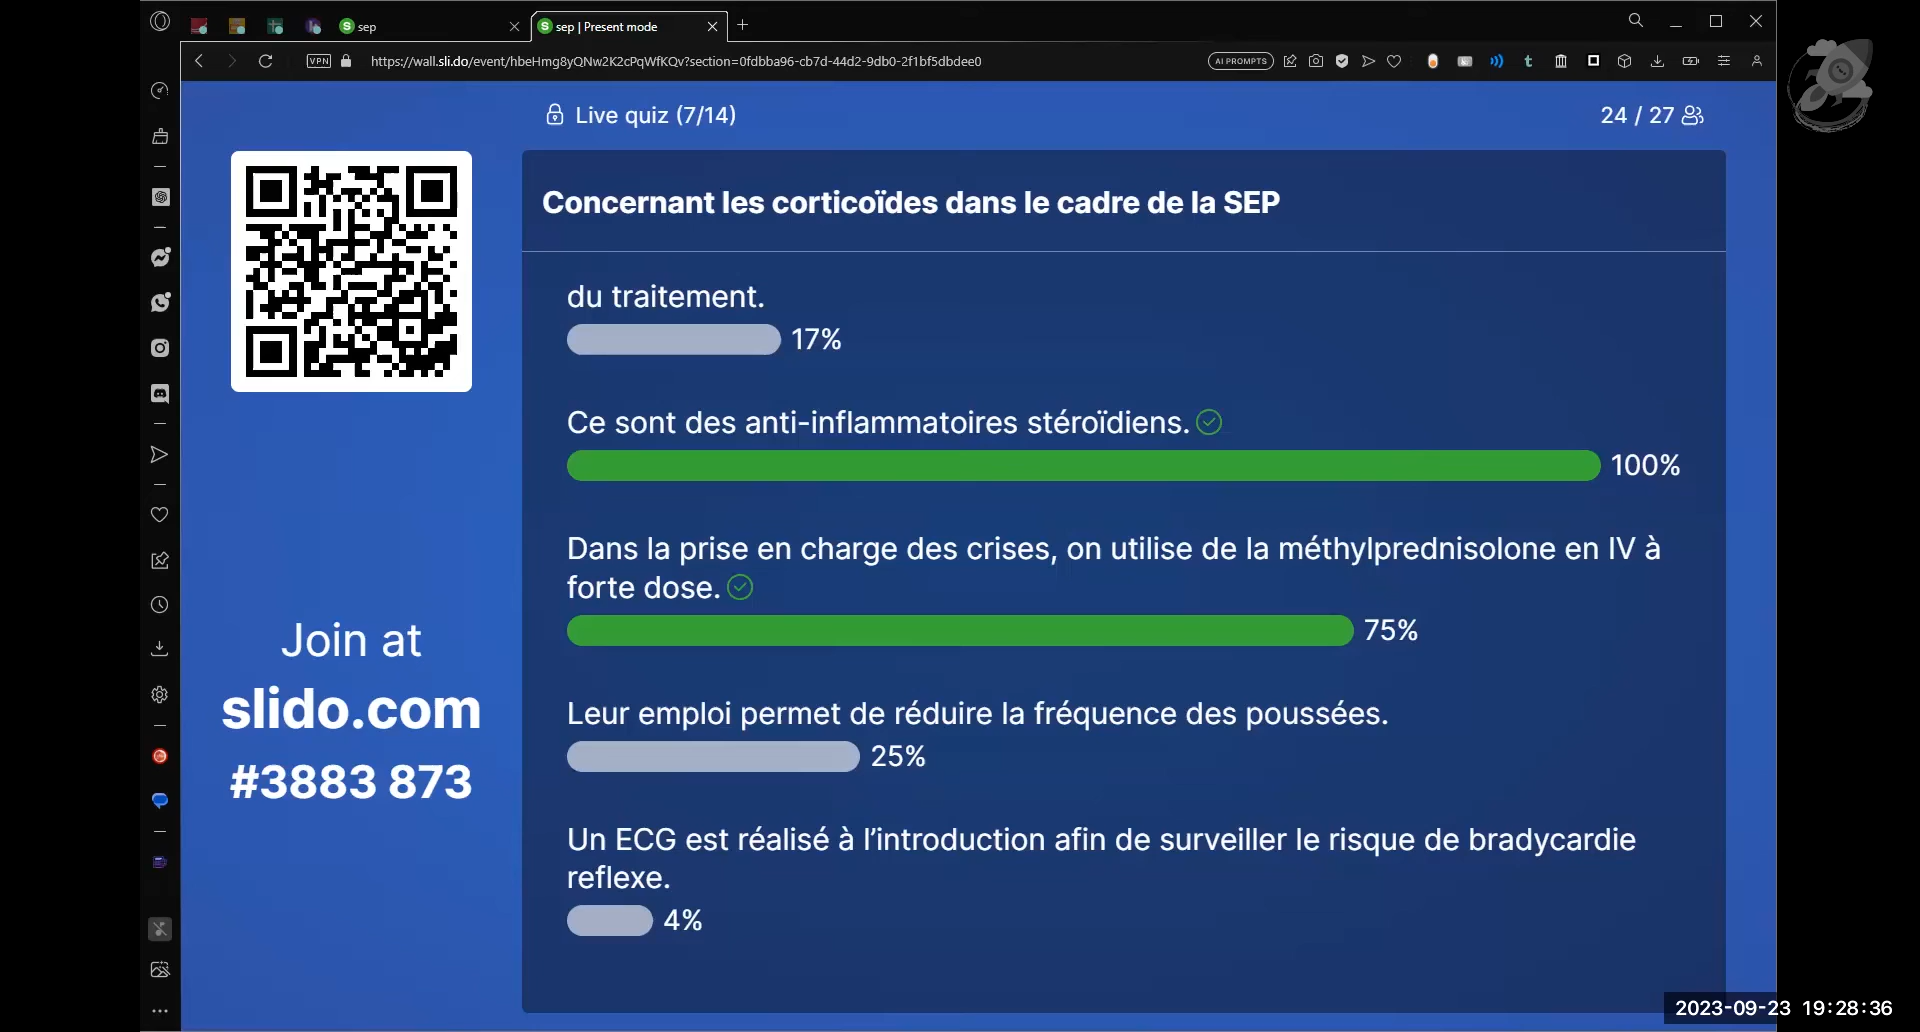 sep
sep | Present mode
VPN
https://wall.sli.do/event/hbeHmg8yQNw2K2cPqWfKQv?section=0fdbba96-cb7d-44d2-9db0-2f1bf5dbdee0
AI PROMPTS
Live quiz (7/14)
24 / 27
Concernant les corticoïdes dans le cadre de la SEP
du traitement.
17%
Ce sont des anti-inflammatoires stéroïdiens.
100%
Dans la prise en charge des crises, on utilise de la méthylprednisolone en IV à
forte dose.
75%
Leur emploi permet de réduire la fréquence des poussées.
25%
Un ECG est réalisé à l’introduction afin de surveiller le risque de bradycardie
reflexe.
4%
Join at
slido.com
#3883 873
2023-09-23 19:28:36